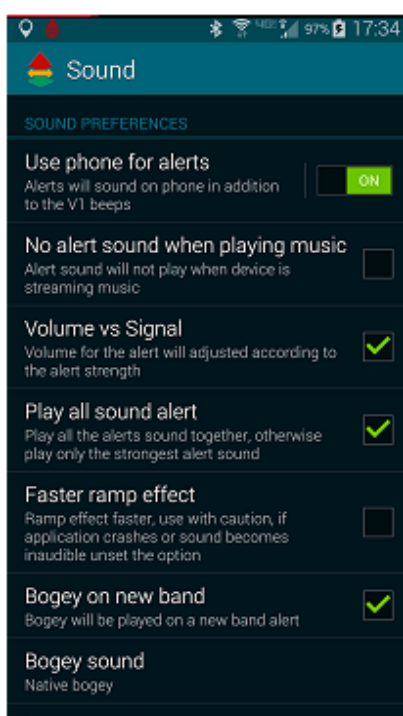 97% 17:34
Sound
SOUND PREFERENCES
Use phone for alerts
Alerts will sound on phone in addition
to the V1 beeps
ON
No alert sound when playing music
Alert sound will not play when device is
streaming music
Volume vs Signal
Volume for the alert will adjusted according to
the alert strength
Play all sound alert
Play all the alerts sound together, otherwise
play only the strongest alert sound
Faster ramp effect
Ramp effect faster, use with caution, if
application crashes or sound becomes
inaudible unset the option
Bogey on new band
Bogey will be played on a new band alert
Bogey sound
Native bogey